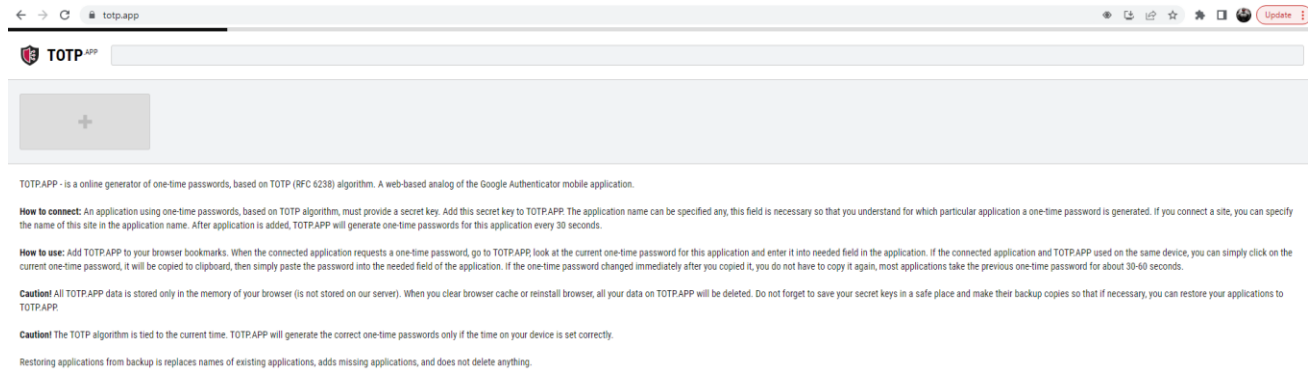 totp.app
Update
TOTP.APP
+
TOTP.APP - is a online generator of one-time passwords, based on TOTP (RFC 6238) algorithm. A web-based analog of the Google Authenticator mobile application.
How to connect: An application using one-time passwords, based on TOTP algorithm, must provide a secret key. Add this secret key to TOTP.APP. The application name can be specified any, this field is necessary so that you understand for which particular application a one-time password is generated. If you connect a site, you can specify
the name of this site in the application name. After application is added, TOTP.APP will generate one-time passwords for this application every 30 seconds.
How to use: Add TOTP.APP to your browser bookmarks. When the connected application requests a one-time password, go to TOTP.APP, look at the current one-time password for this application and enter it into needed field in the application. If the connected application and TOTP.APP used on the same device, you can simply click on the
current one-time password, it will be copied to clipboard, then simply paste the password into the needed field of the application. If the one-time password changed immediately after you copied it, you do not have to copy it again, most applications take the previous one-time password for about 30-60 seconds.
Caution! All TOTP.APP data is stored only in the memory of your browser (is not stored on our server). When you clear browser cache or reinstall browser, all your data on TOTP.APP will be deleted. Do not forget to save your secret keys in a safe place and make their backup copies so that if necessary, you can restore your applications to
TOTP.APP.
Caution! The TOTP algorithm is tied to the current time. TOTP.APP will generate the correct one-time passwords only if the time on your device is set correctly.
Restoring applications from backup is replaces names of existing applications, adds missing applications, and does not delete anything.